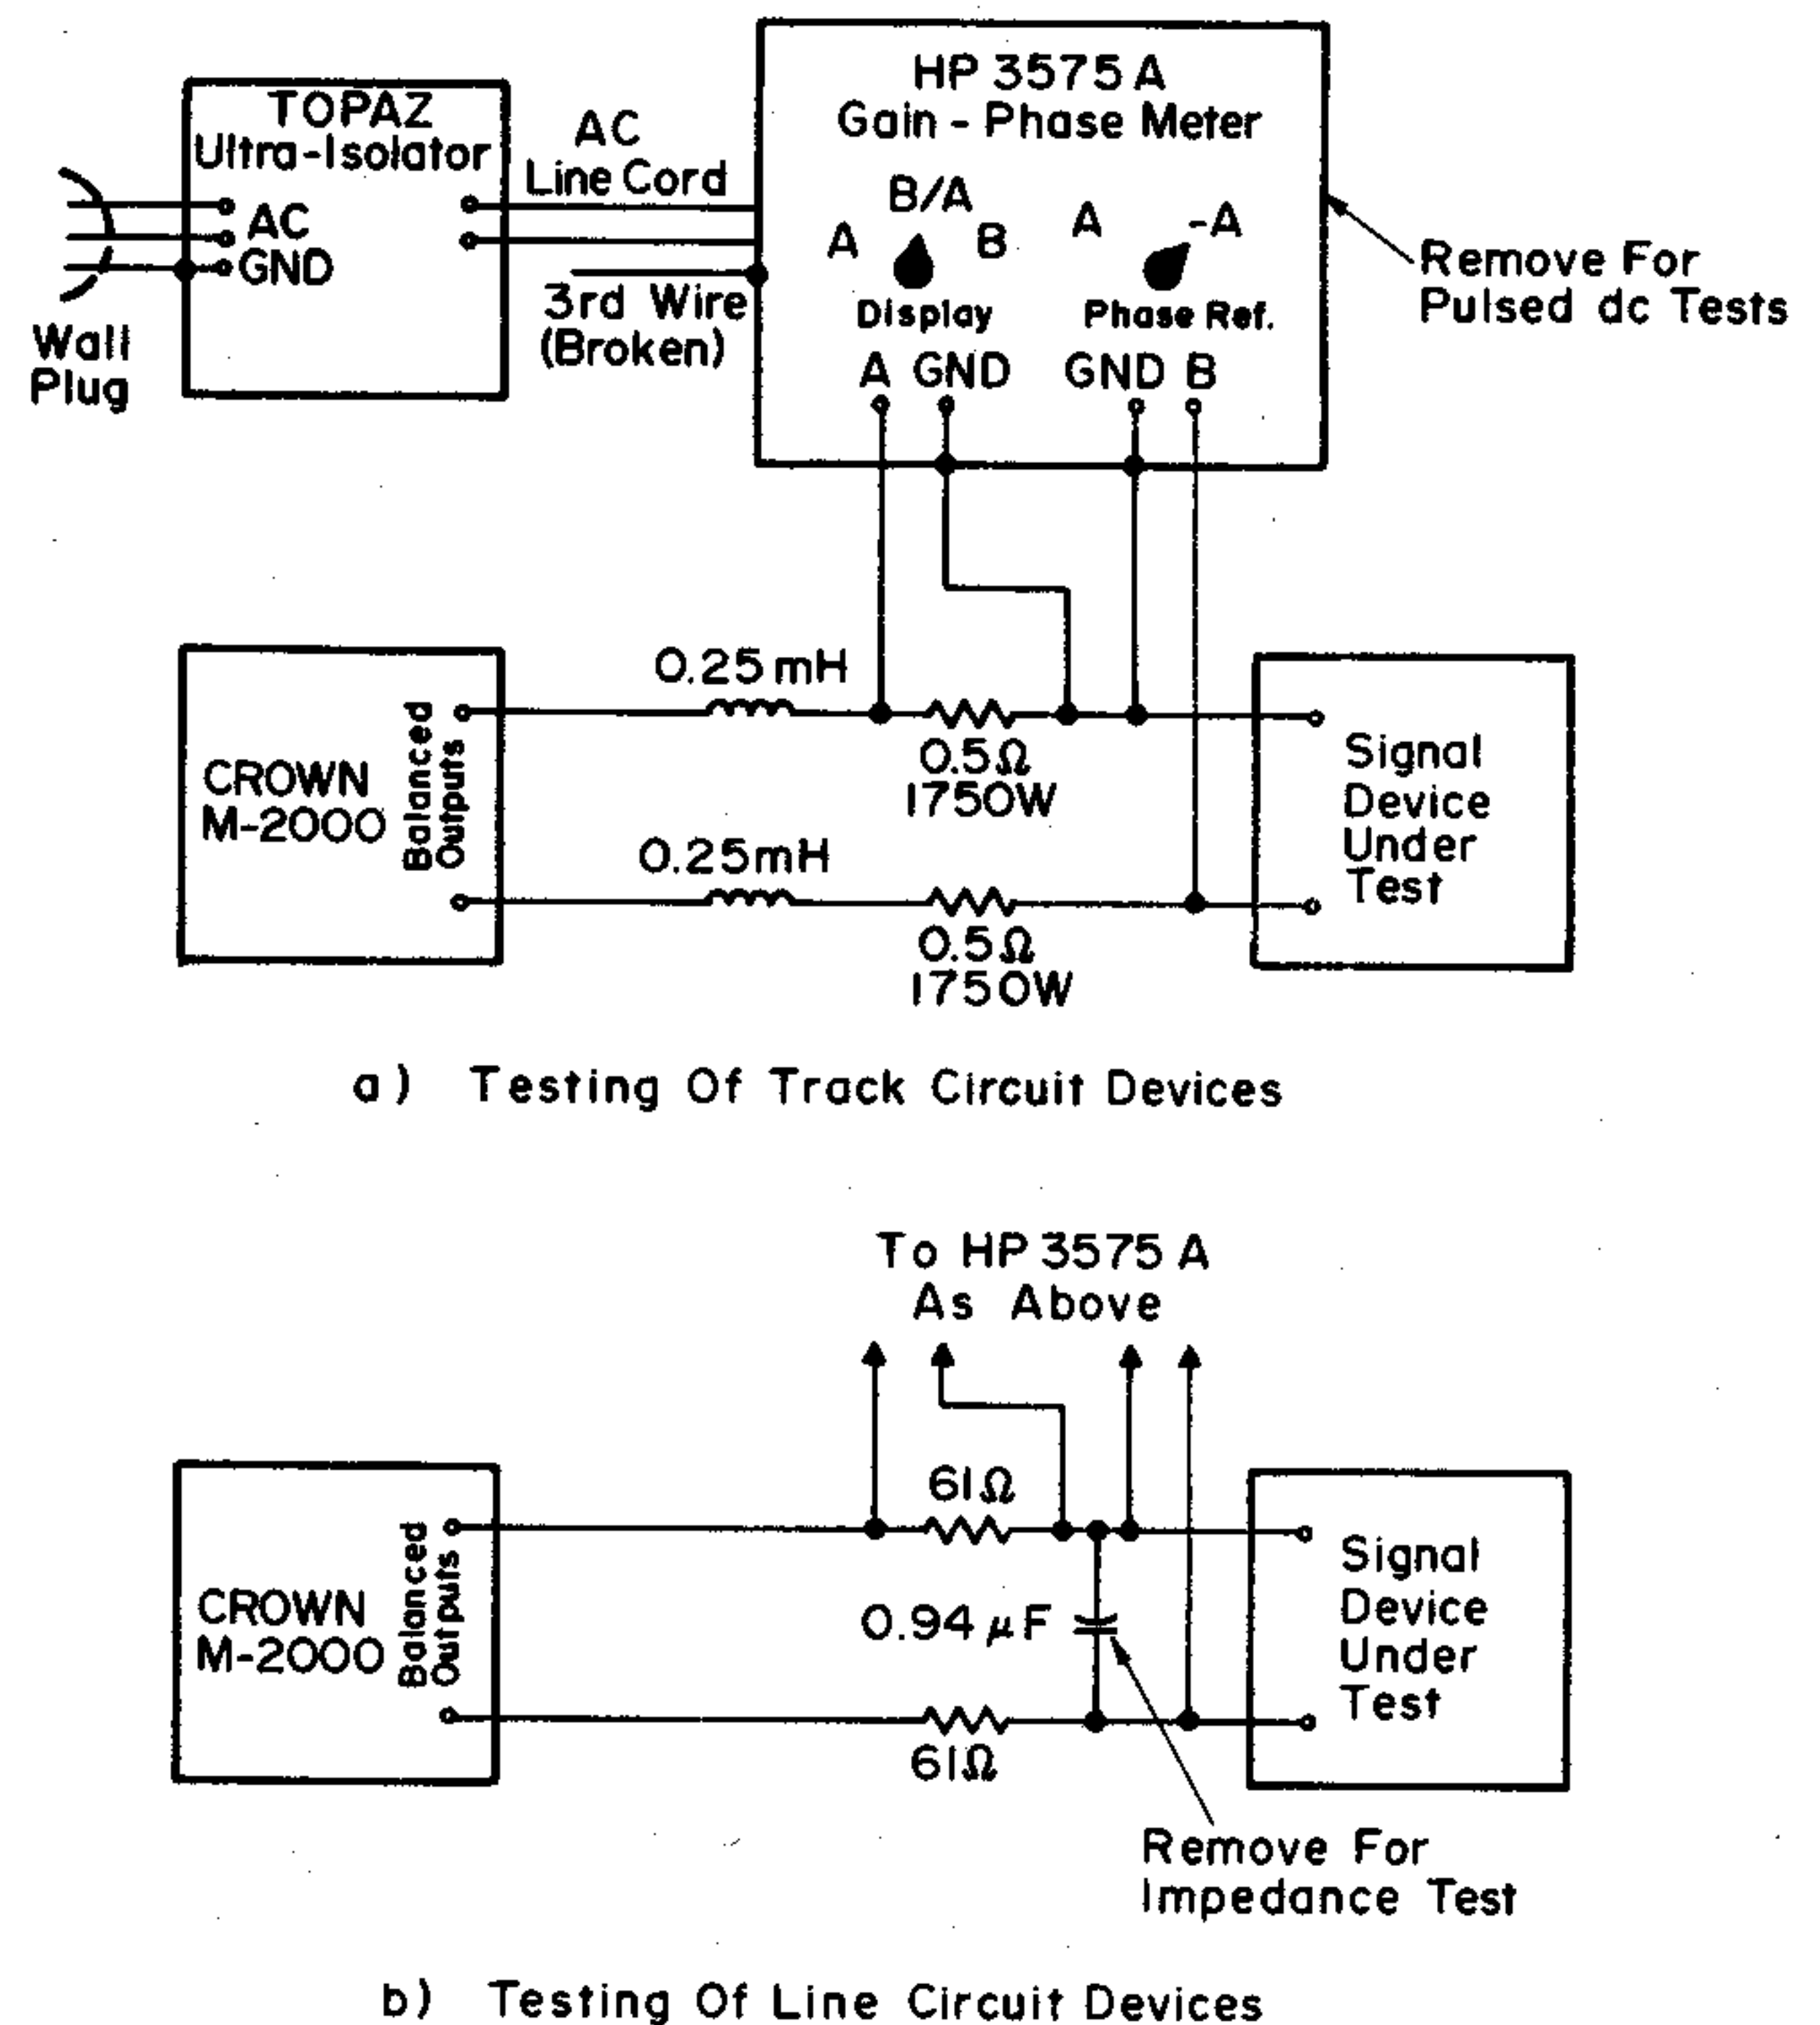 HP 3575 A
Gain - Phase Meter
TOPAZ
Ultra-Isolator
AC
Line Cord
B/A
A
B
A
-A
AC
GND
Remove For
Pulsed dc Tests
3rd Wire
(Broken)
Display
Phase Ref.
Wall
Plug
A GND
GND B
0.25 mH
Balanced
Outputs
CROWN
M-2000
0.5Ω
1750W
Signal
Device
Under
Test
0.25mH
0.5Ω
1750W
a) Testing Of Track Circuit Devices
To HP 3575 A
As Above
61Ω
Balanced
Outputs
CROWN
M-2000
0.94 μF
Signal
Device
Under
Test
61Ω
Remove For
Impedance Test
b) Testing Of Line Circuit Devices